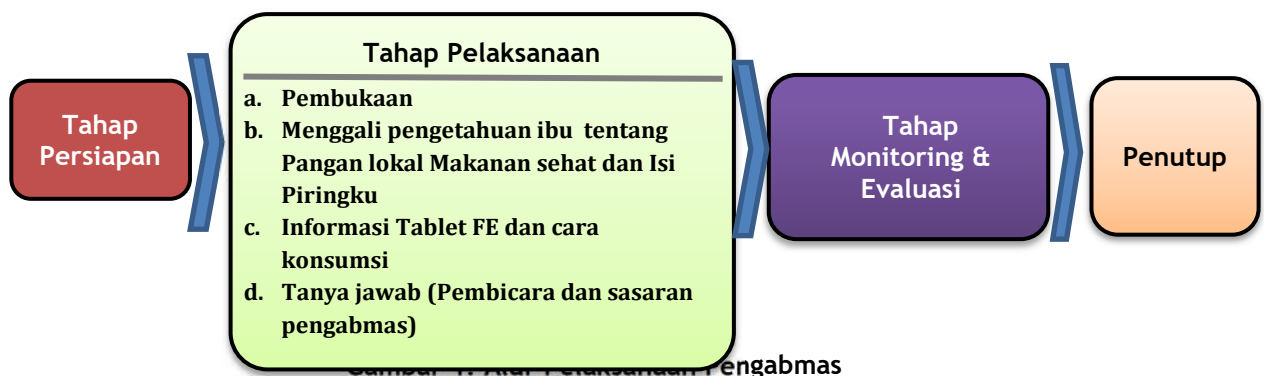 Tahap
Persiapan
Tahap Pelaksanaan
a. Pembukaan
b. Menggali pengetahuan ibu tentang
Pangan lokal Makanan sehat dan Isi
Piringku
c. Informasi Tablet FE dan cara
konsumsi
d. Tanya jawab (Pembicara dan sasaran
pengabmas)
Tahap
Monitoring &
Evaluasi
Penutup
Pengabmas